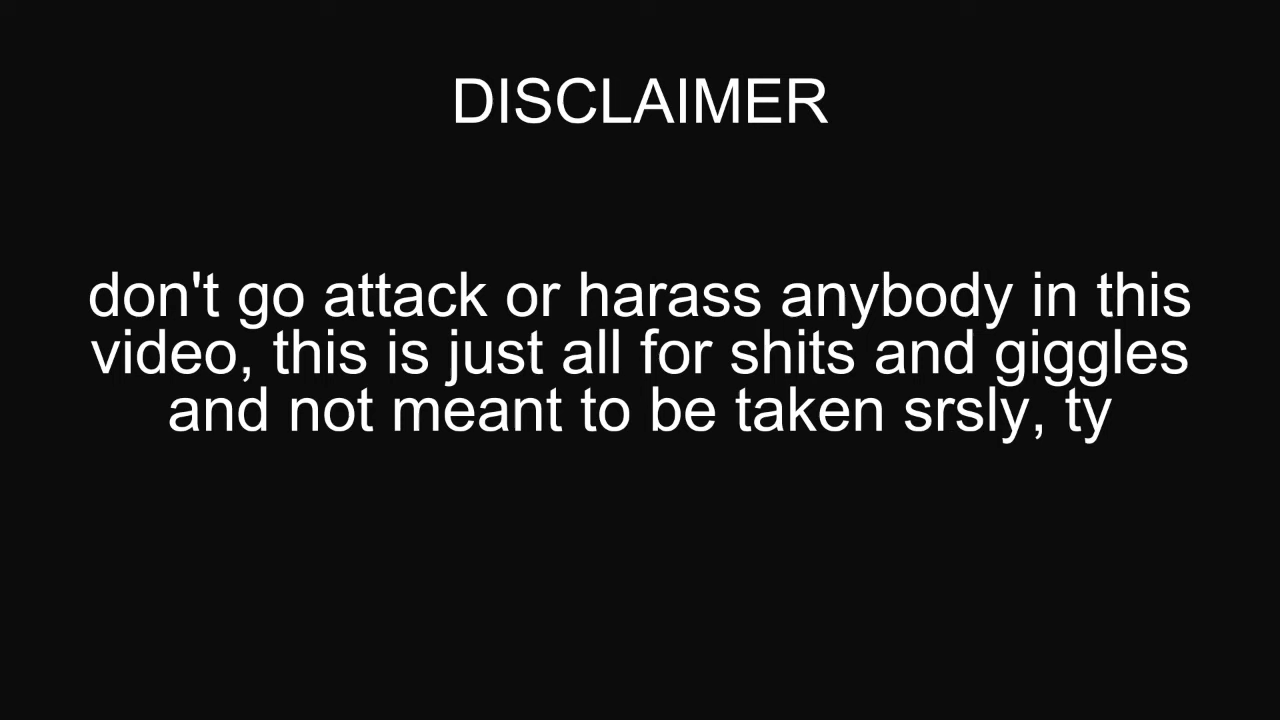 DISCLAIMER
don't go attack or harass anybody in this
video, this is just all for shits and giggles
and not meant to be taken srsly, ty